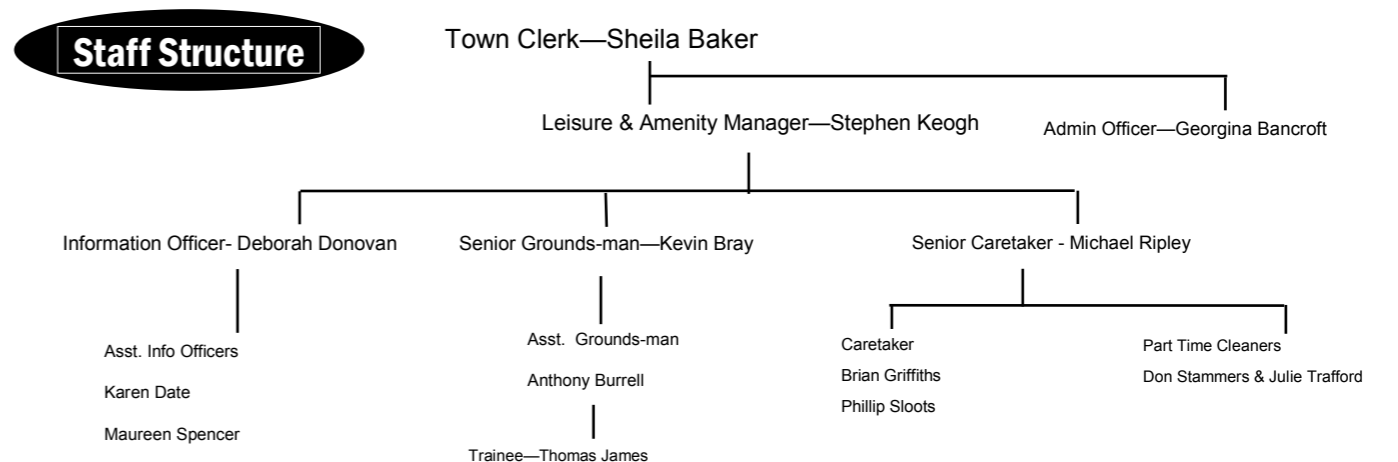 Staff Structure
Town Clerk—Sheila Baker
Leisure & Amenity Manager—Stephen Keogh
Admin Officer—Georgina Bancroft
Information Officer- Deborah Donovan
Senior Grounds-man—Kevin Bray
Senior Caretaker - Michael Ripley
Asst. Info Officers
Karen Date
Maureen Spencer
Asst.  Grounds-man
Anthony Burrell
Trainee—Thomas James
Caretaker
Brian Griffiths
Phillip Sloots
Part Time Cleaners
Don Stammers & Julie Trafford